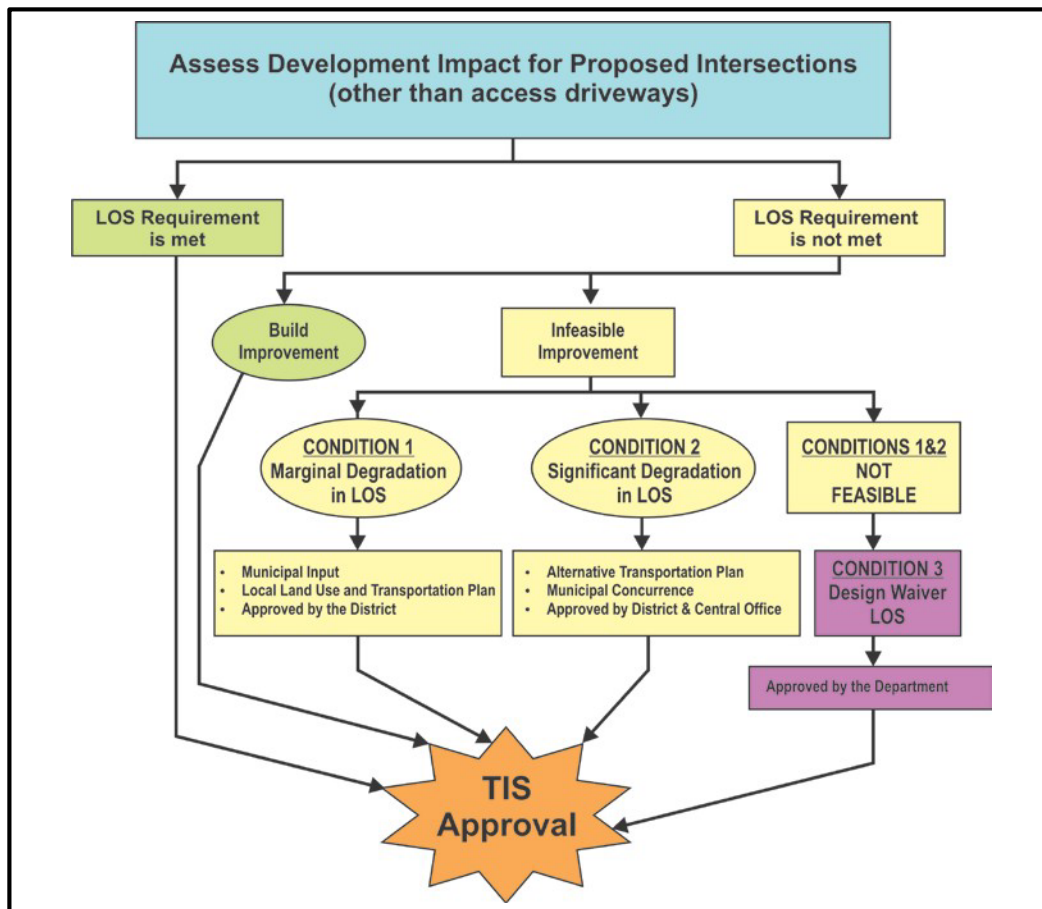 Assess Development Impact for Proposed Intersections
(other than access driveways)
LOS Requirement
is met
LOS Requirement
is not met
Build
Improvement
Infeasible
Improvement
CONDITION 1
Marginal Degradation
in LOS
CONDITION 2
Significant Degradation
in LOS
CONDITIONS 1&2
NOT
FEASIBLE
• Municipal Input
• Local Land Use and Transportation Plan
• Approved by the District
• Alternative Transportation Plan
• Municipal Concurrence
• Approved by District & Central Office
CONDITION 3
Design Waiver
LOS
Approved by the Department
TIS
Approval